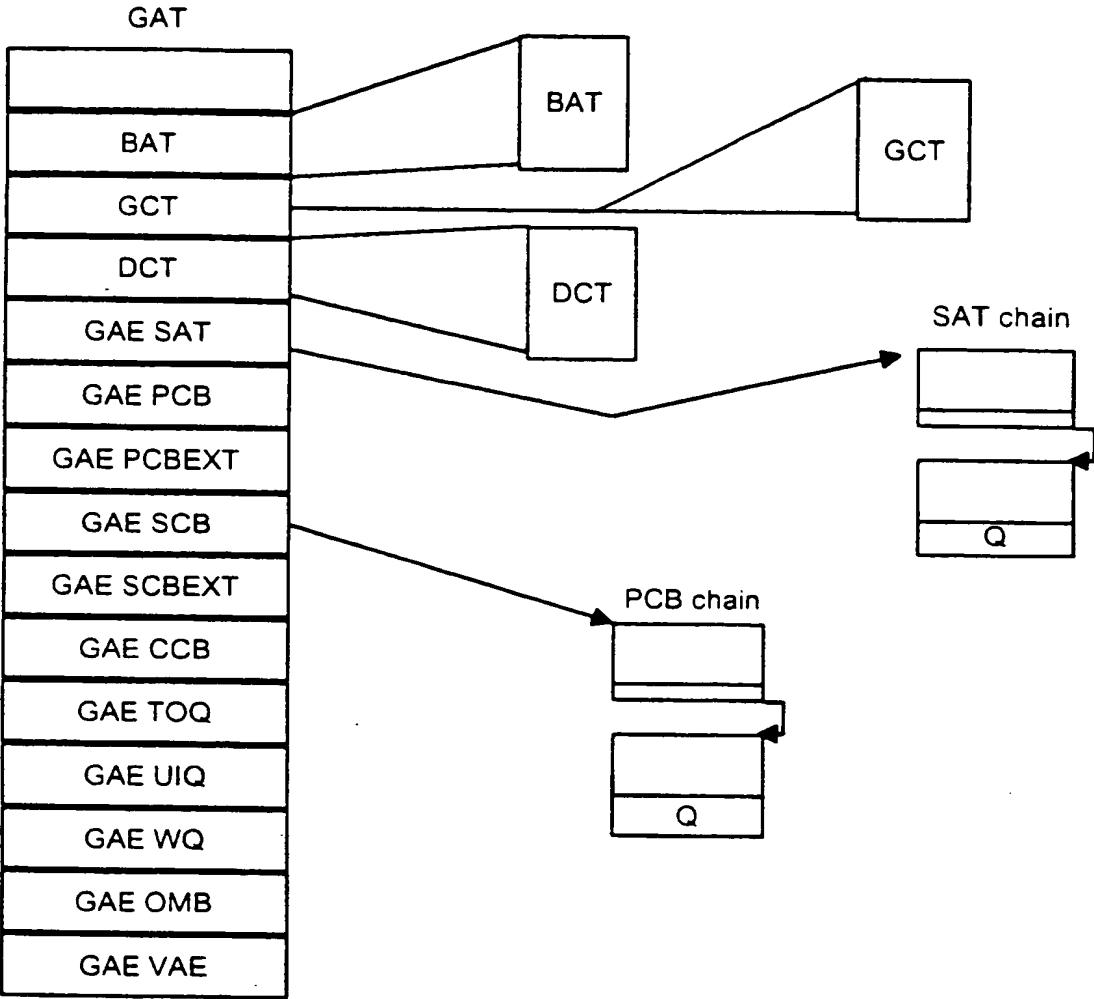 GAT
BAT
GCT
DCT
GAE SAT
GAE PCB
GAE PCBEXT
GAE SCB
GAE SCBEXT
GAE CCB
GAE TOQ
GAE UIQ
GAE WQ
GAE OMB
GAE VAE
BAT
GCT
DCT
SAT chain
Q
PCB chain
Q